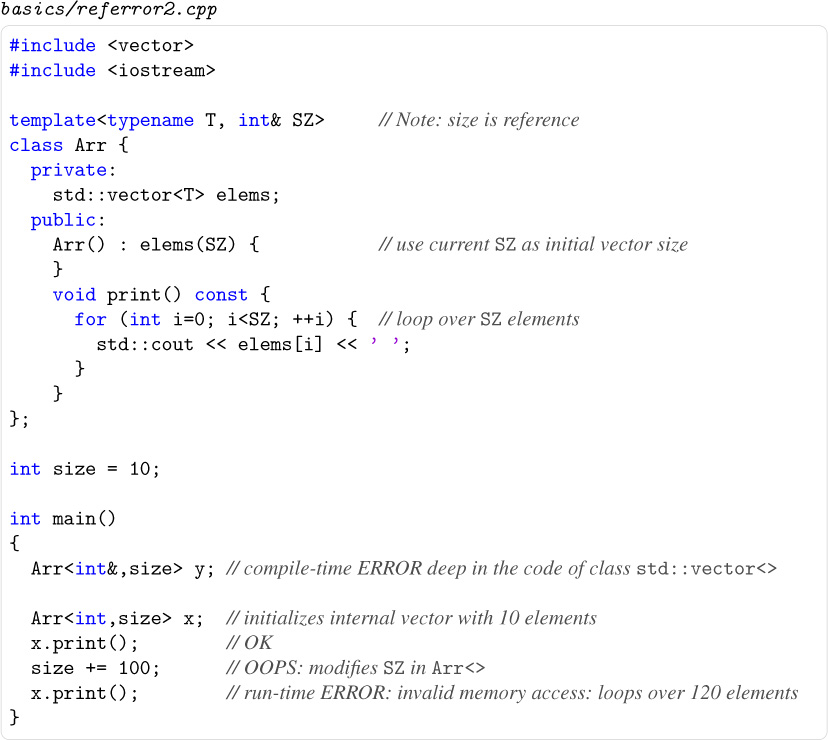 basics/referror2.cpp
#include <vector>
#include <iostream>
template<typename T, int& SZ> // Note: size is reference
class Arr {
private:
std::vector<T> elems;
public:
Arr() : elems(SZ) { // use current SZ as initial vector size
}
void print() const {
for (int i=0; i<SZ; ++i) { // loop over SZ elements
std::cout << elems[i] << ’ ’;
}
}
};
int size = 10;
int main()
{
Arr<int&,size> y; // compile-time ERROR deep in the code of class std::vector<>
Arr<int,size> x; // initializes internal vector with 10 elements
x.print(); // OK
size += 100; // OOPS: modifies SZ in Arr<>
x.print(); // run-time ERROR: invalid memory access: loops over 120 elements
}